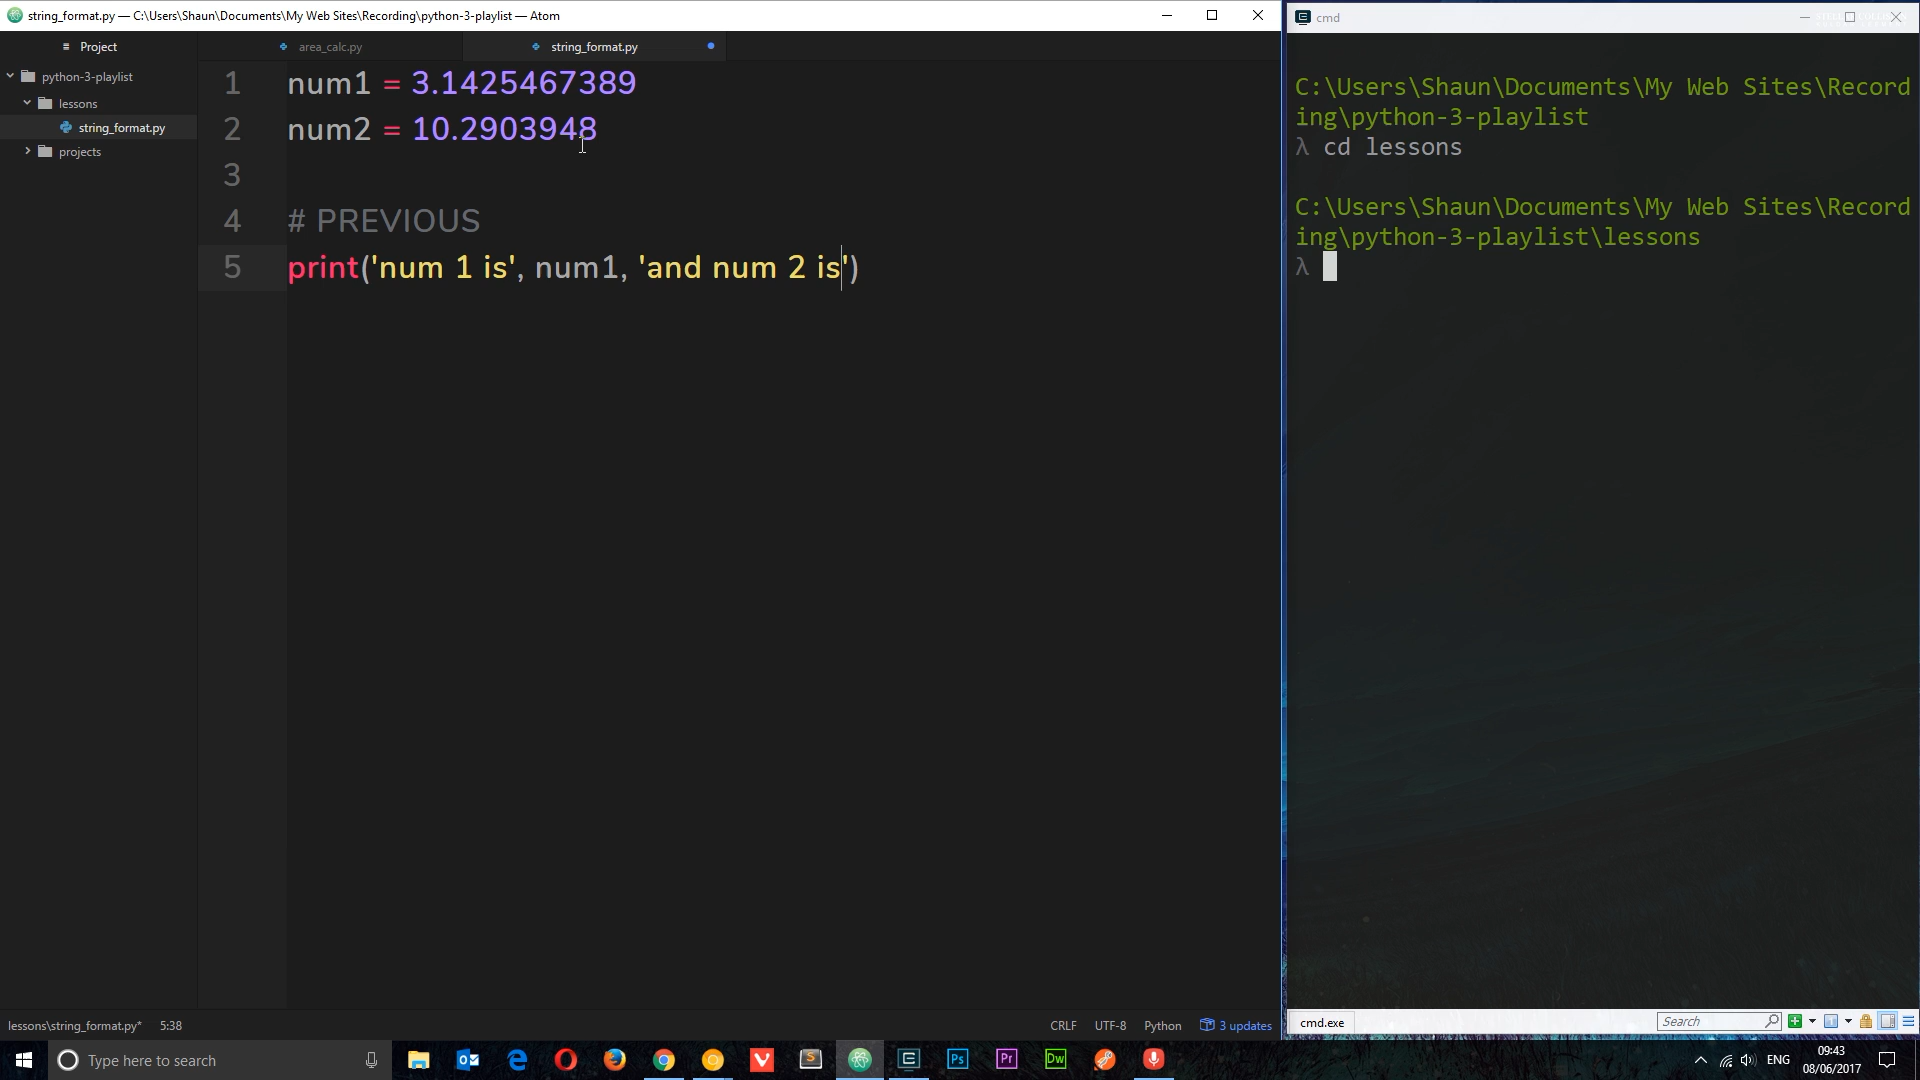 string_format.py — C:\Users\Shaun\Documents\My Web Sites\Recording\python-3-playlist — Atom
Project
python-3-playlist
lessons
string_format.py
projects
area_calc.py
string_format.py
1 num1 = 3.1425467389
2 num2 = 10.2903948
3
4 # PREVIOUS
5 print('num 1 is', num1, 'and num 2 is')
lessons\string_format.py* 5:38
CRLF UTF-8 Python 3 updates
cmd
C:\Users\Shaun\Documents\My Web Sites\Record
ing\python-3-playlist
λ cd lessons
C:\Users\Shaun\Documents\My Web Sites\Record
ing\python-3-playlist\lessons
λ
cmd.exe
Search
Type here to search
Ps
Pr
Dw
ENG
09:43
08/06/2017